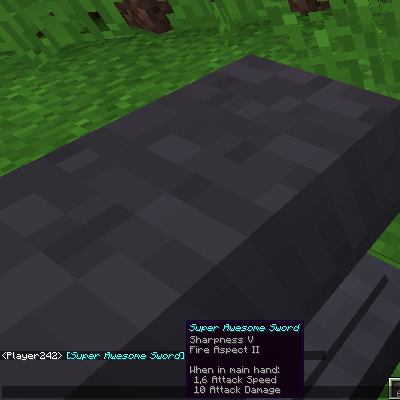 Super Awesome Sword
Sharpness V
Fire Aspect II
<Player242> [Super Awesome Sword]
When in main hand:
1,6 Attack Speed
10 Attack Damage